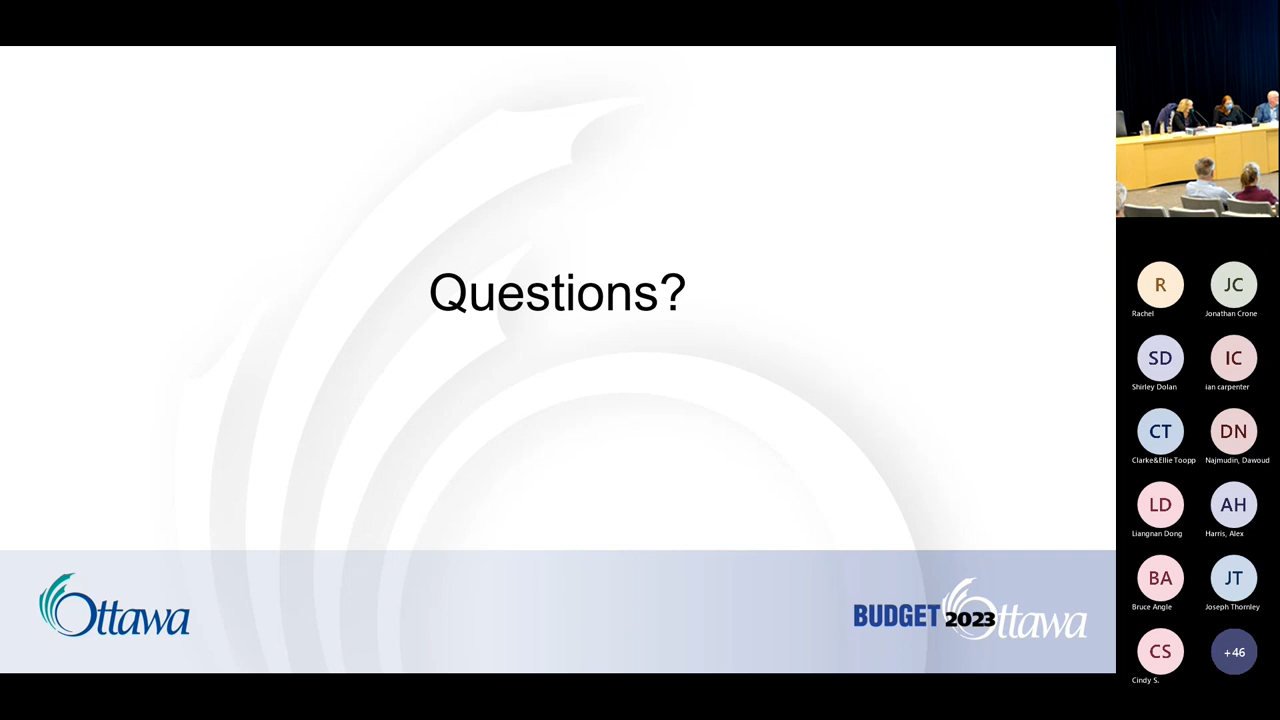 Questions?
Ottawa
BUDGET 2023 Ottawa
R
JC
Rachel
Jonathan Crone
SD
IC
Shirley Dolan
ian carpenter
CT
DN
Clarke&Ellie Toopp
Najmudin, Dawoud
LD
AH
Liangnan Dong
Harris, Alex
BA
JT
Bruce Angle
Joseph Thornley
CS
+46
Cindy S.